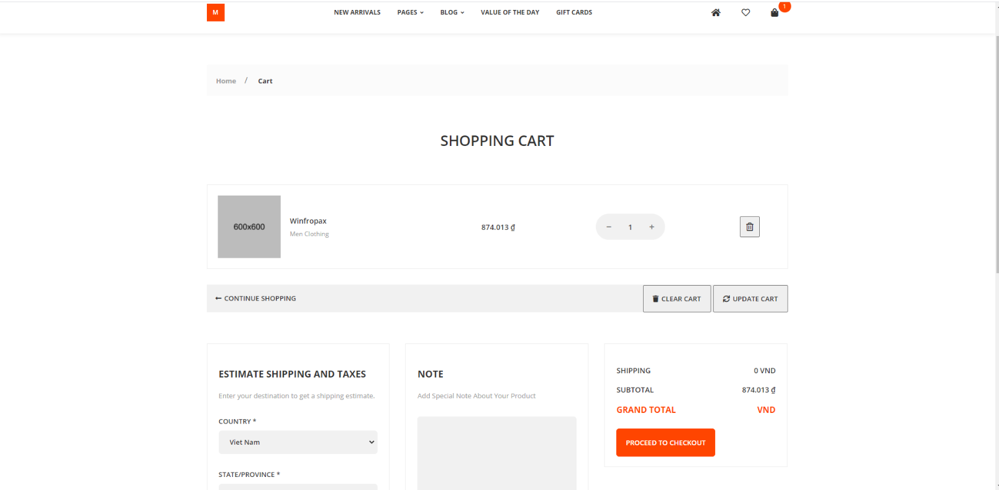 M
NEW ARRIVALS PAGES BLOG VALUE OF THE DAY GIFT CARDS
1
Home / Cart
SHOPPING CART
600x600
Winfropax
Men Clothing
874.013 ₫
− 1 +
CONTINUE SHOPPING
CLEAR CART
UPDATE CART
ESTIMATE SHIPPING AND TAXES
Enter your destination to get a shipping estimate.
COUNTRY *
Viet Nam
STATE/PROVINCE *
NOTE
Add Special Note About Your Product
SHIPPING 0 VND
SUBTOTAL 874.013 ₫
GRAND TOTAL VND
PROCEED TO CHECKOUT